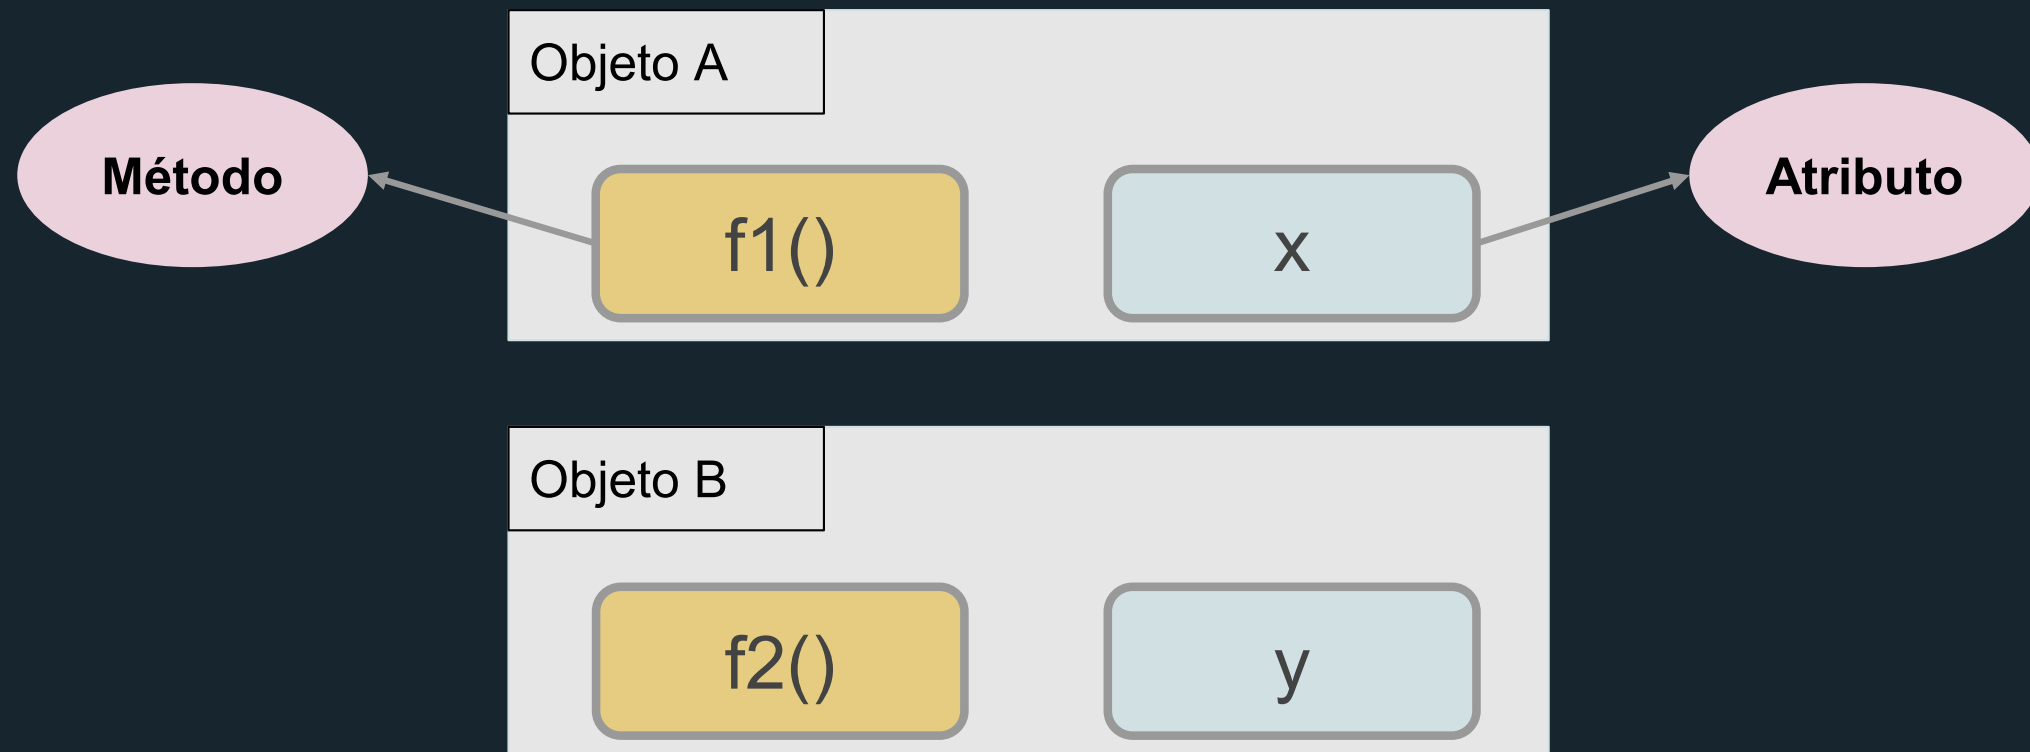 Objeto A
Método
f1()
x
Atributo
Objeto B
f2()
y